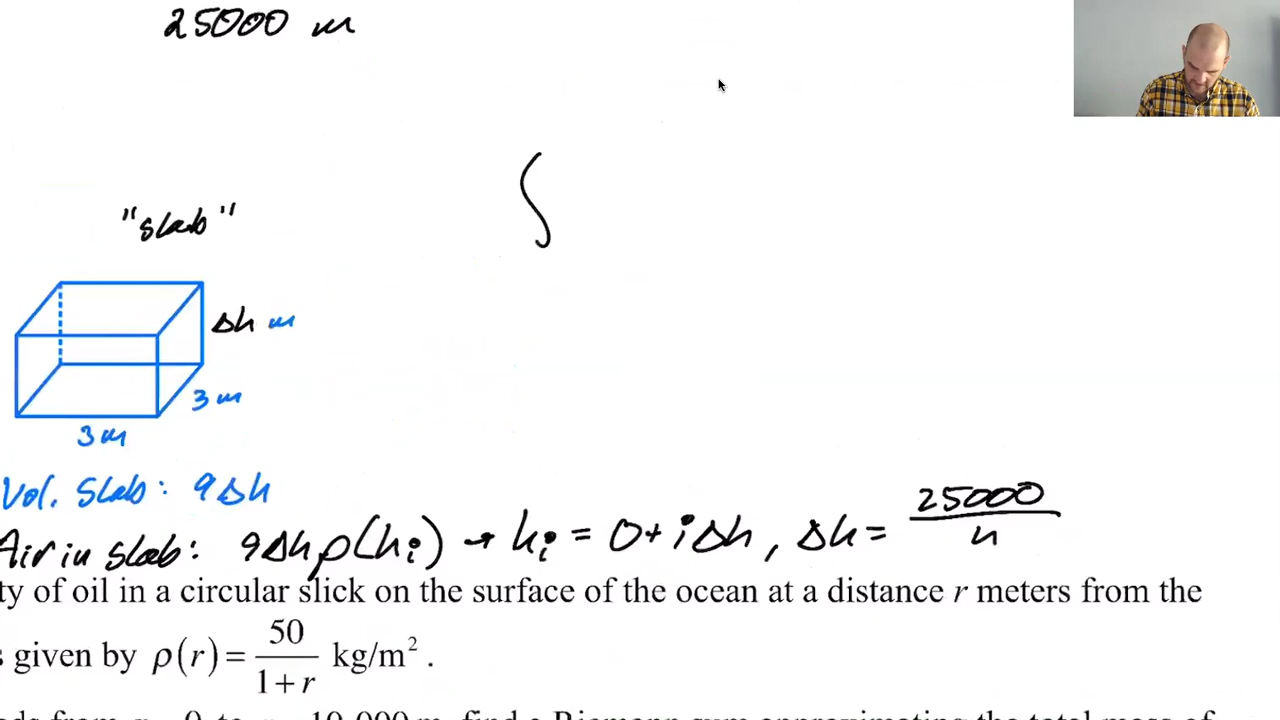 25000 m
"slab"
∫
Δh m
3 m
3 m
Vol. Slab: 9Δh
Air in slab: 9Δhρ(hᵢ) → hᵢ = 0 + iΔh, Δh = 25000/n
ty of oil in a circular slick on the surface of the ocean at a distance r meters from the
given by ρ(r) = 50/(1+r) kg/m².